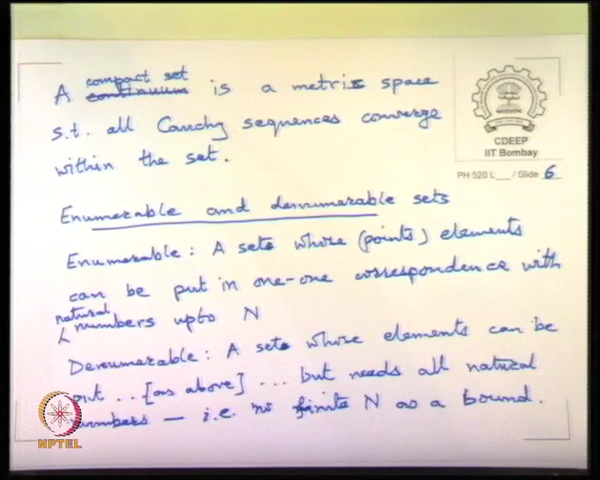 A compact set is a metric space
s.t. all Cauchy sequences converge
within the set.
CDEEP
IIT Bombay
PH 520 L___ / Slide 6
Enumerable and denumerable sets
Enumerable: A set whose (points) elements
can be put in one-one correspondence with
natural numbers upto N
Denumerable: A set whose elements can be
put .. [as above] ... but needs all natural
numbers — i.e. no finite N as a bound.
NPTEL